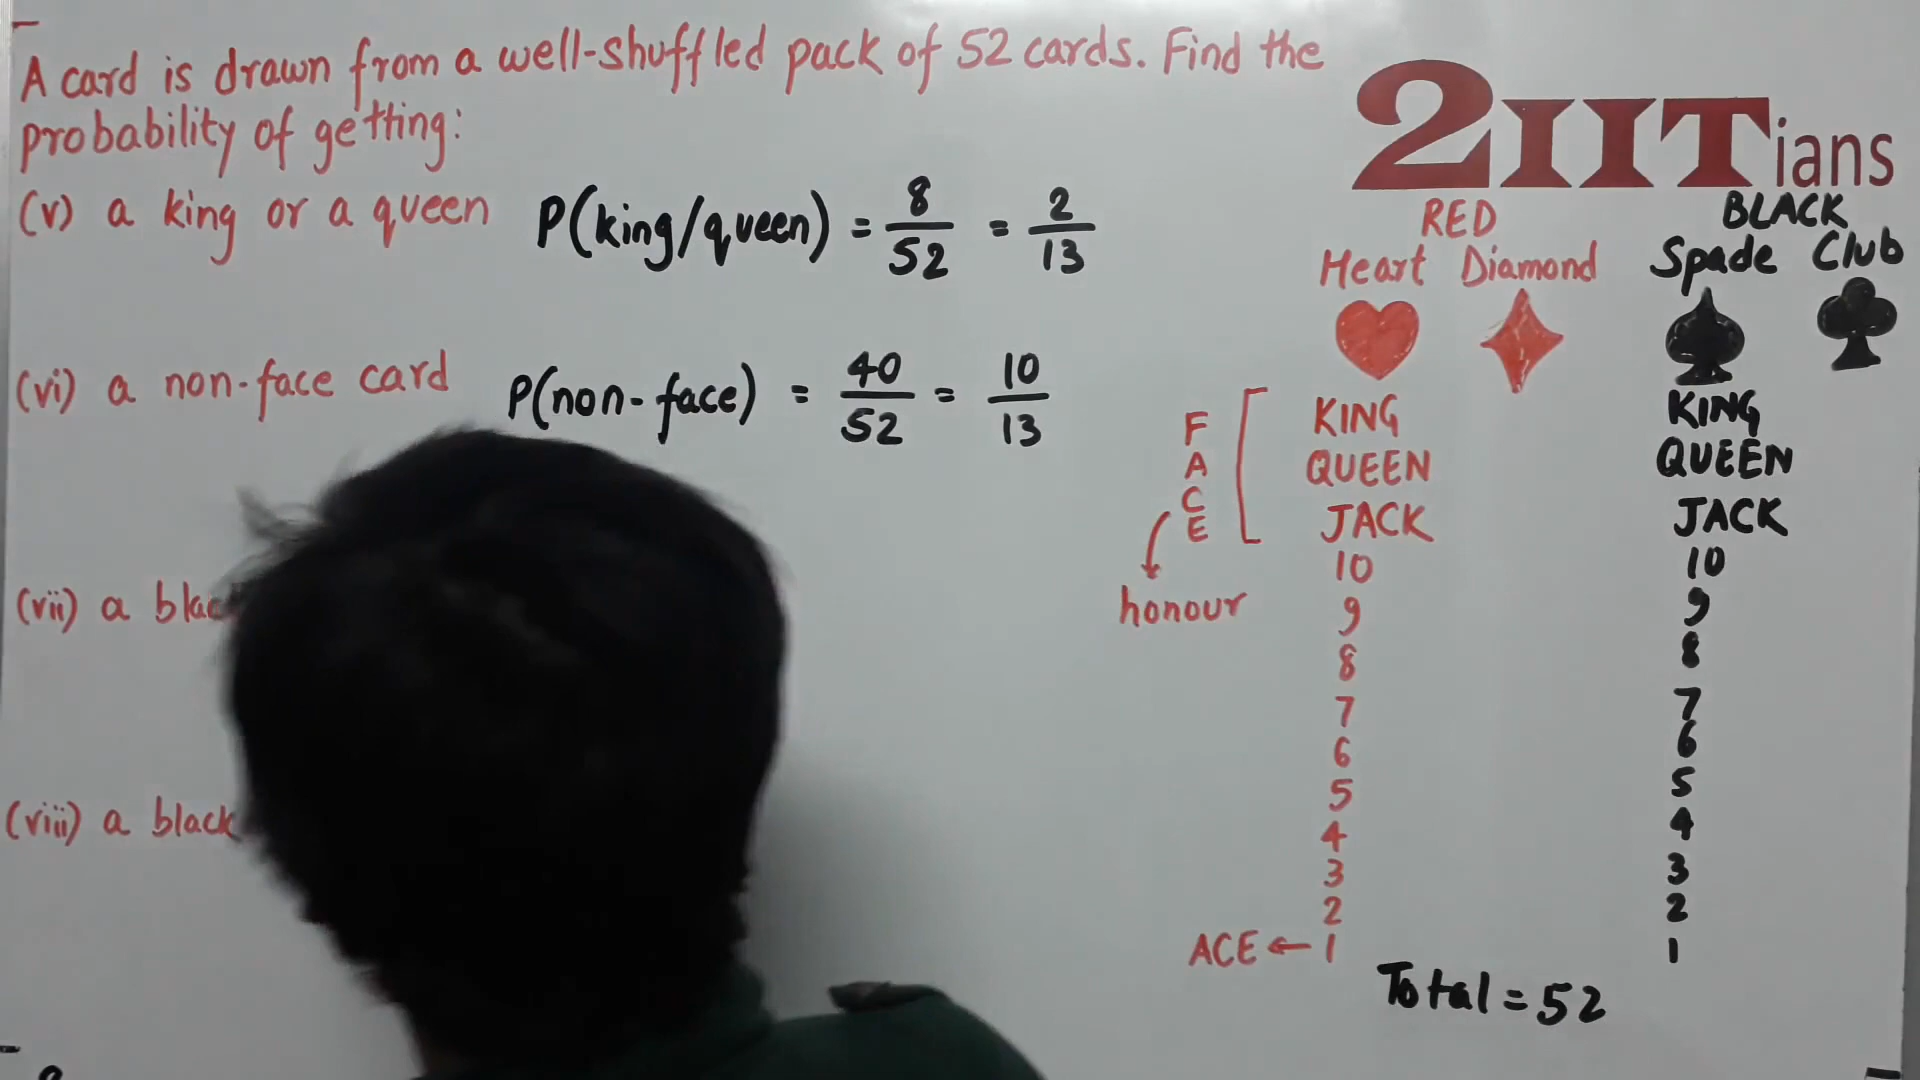 A card is drawn from a well-shuffled pack of 52 cards. Find the
probability of getting:
(v) a king or a queen P(king/queen) = 8/52 = 2/13
(vi) a non-face card P(non-face) = 40/52 = 10/13
(vii) a
(viii) a black
2IITians
RED BLACK
Heart Diamond Spade Club
FACE
honour
KING KING
QUEEN QUEEN
JACK JACK
10 10
9 9
8 8
7 7
6 6
5 5
4 4
3 3
2 2
ACE ← 1 1
Total = 52